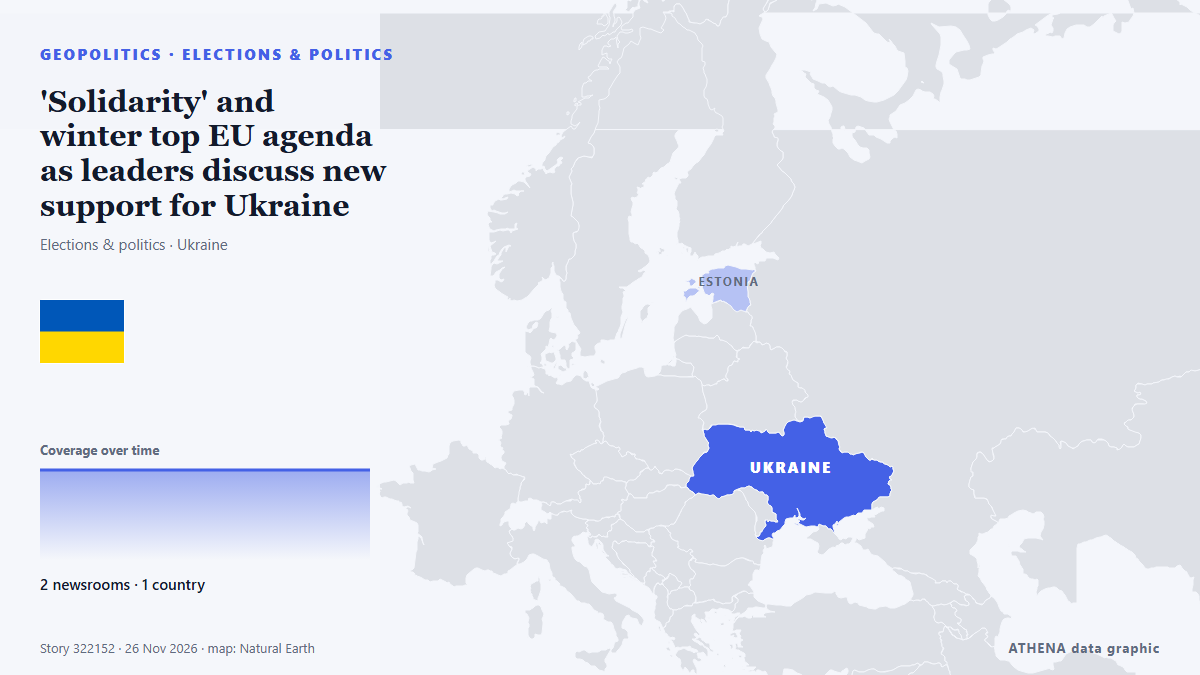 GEOPOLITICS · ELECTIONS & POLITICS
'Solidarity' and
winter top EU agenda
as leaders discuss new
support for Ukraine
Elections & politics · Ukraine
ESTONIA
UKRAINE
Coverage over time
2 newsrooms · 1 country
Story 322152 · 26 Nov 2026 · map: Natural Earth
ATHENA data graphic